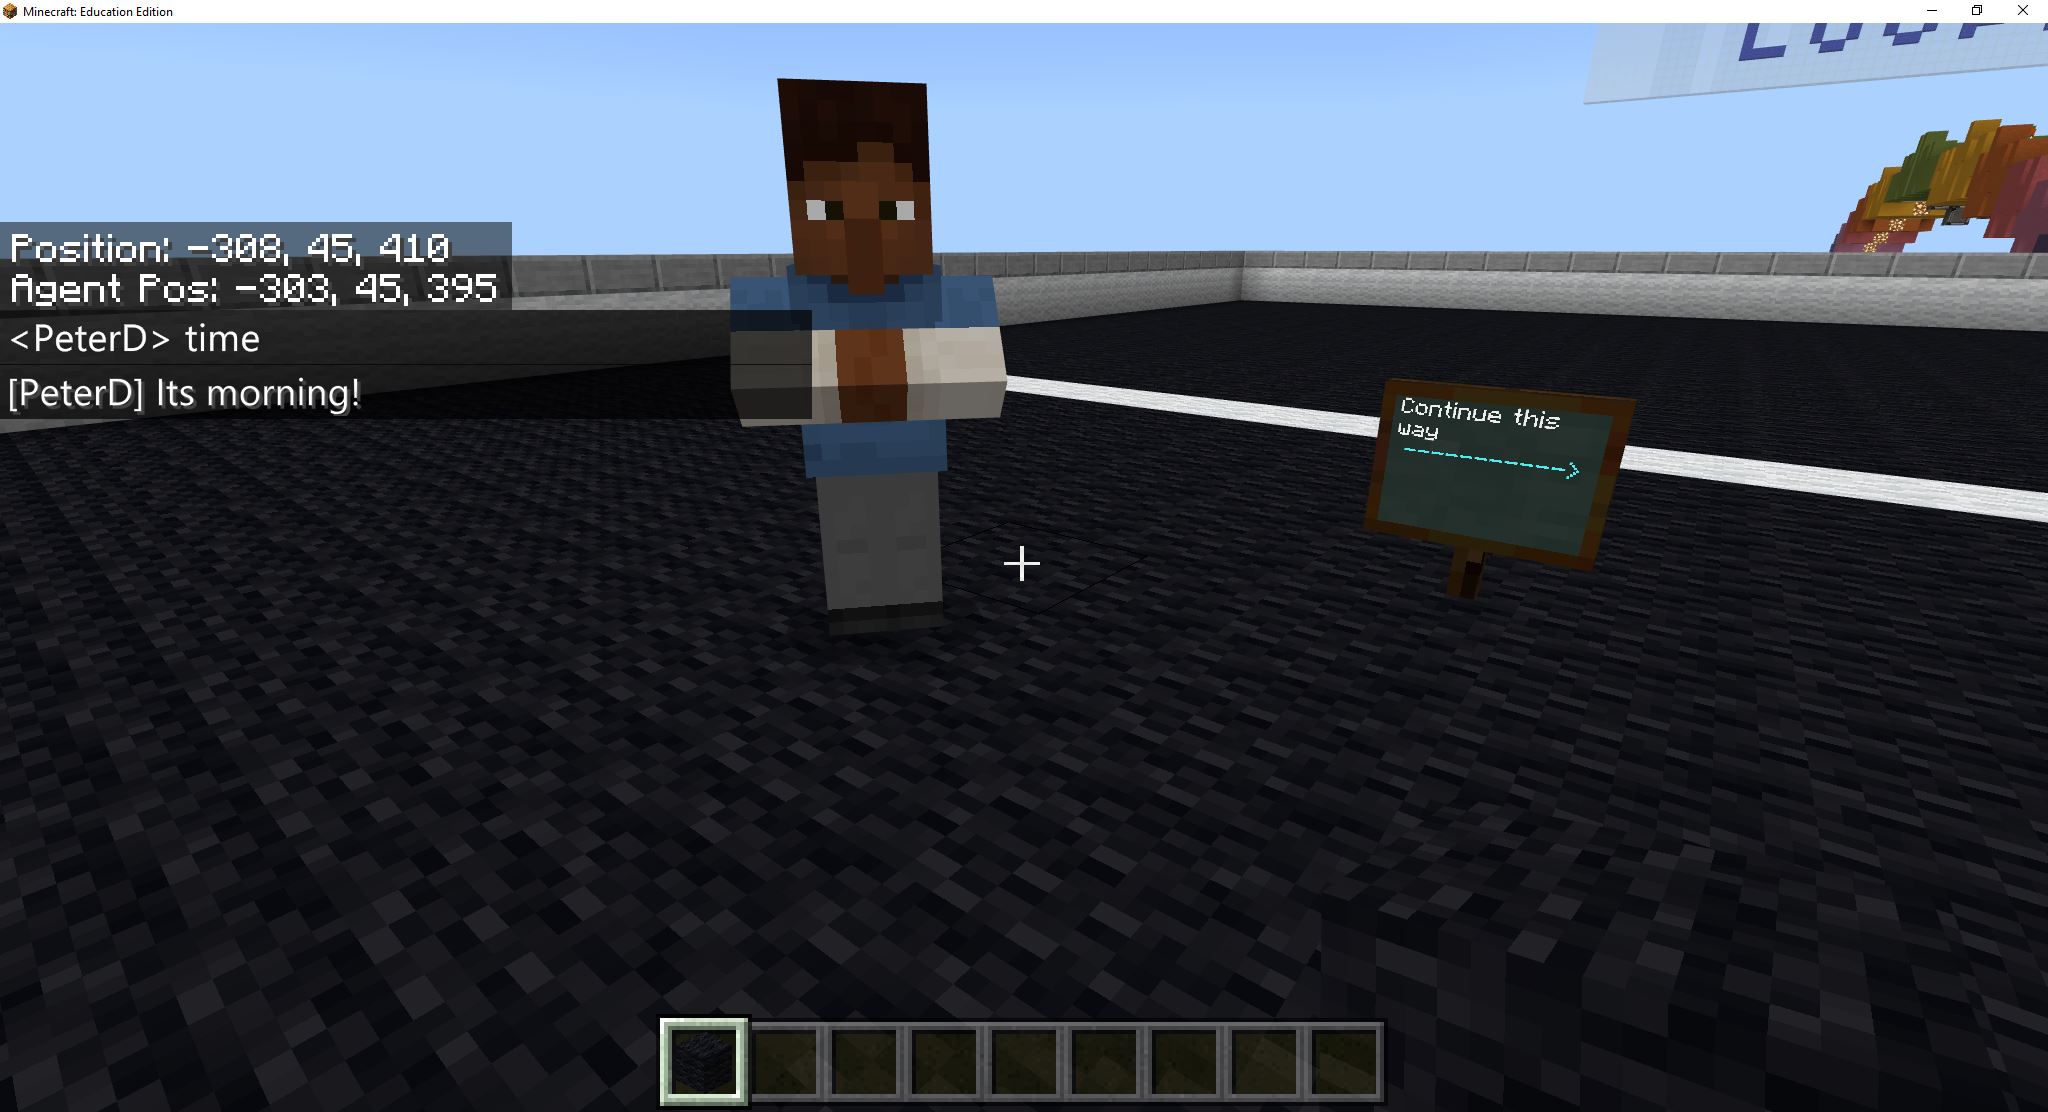 Minecraft: Education Edition
Position: -308, 45, 410
Agent Pos: -303, 45, 395
<PeterD> time
[PeterD] Its morning!
Continue this
way